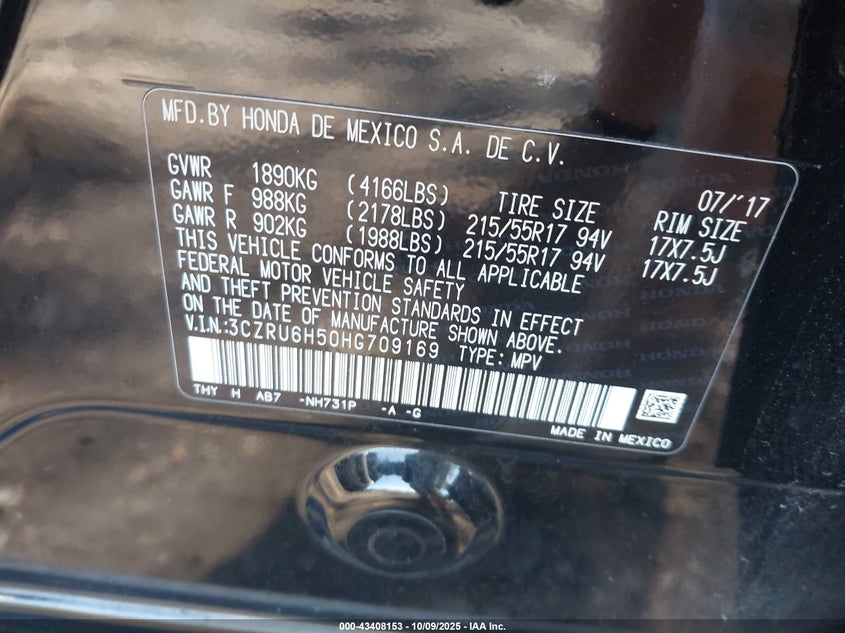 MFD.BY HONDA DE MEXICO S.A. DE C.V.
07/'17
GVWR 1890KG (4166LBS) TIRE SIZE RIM SIZE
GAWR F 988KG (2178LBS) 215/55R17 94V 17X7.5J
GAWR R 902KG (1988LBS) 215/55R17 94V 17X7.5J
THIS VEHICLE CONFORMS TO ALL APPLICABLE
FEDERAL MOTOR VEHICLE SAFETY
AND THEFT PREVENTION STANDARDS IN EFFECT
ON THE DATE OF MANUFACTURE SHOWN ABOVE.
V.I.N:3CZRU6H50HG709169 TYPE: MPV
THY H AB7 -NH731P -A -G
MADE IN MEXICO
000-43408153 - 10/09/2025 - IAA Inc.